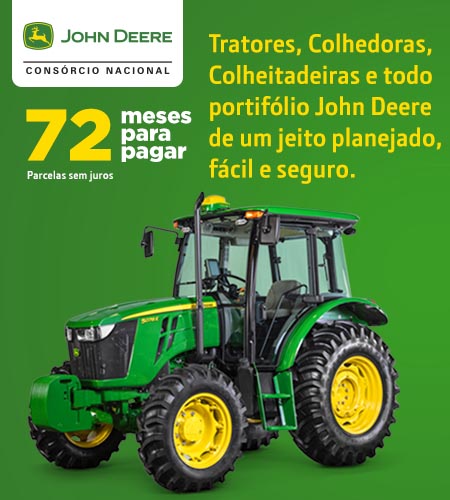 JOHN DEERE
CONSÓRCIO NACIONAL
Tratores, Colhedoras,
Colheitadeiras e todo
portifólio John Deere
de um jeito planejado,
fácil e seguro.
72 meses
para
pagar
Parcelas sem juros